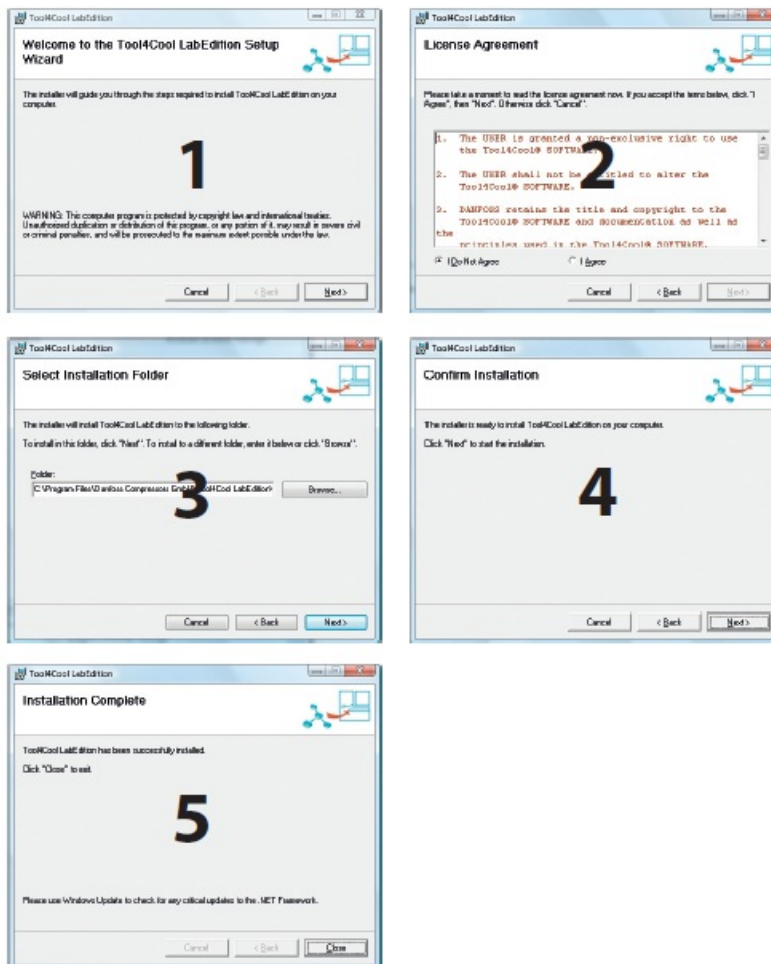 Tool4Cool LabEdition
Welcome to the Tool4Cool LabEdition Setup
Wizard
The installer will guide you through the steps required to install Tool4Cool LabEdition on your
computer.
1
WARNING: This computer program is protected by copyright law and international treaties.
Unauthorized duplication or distribution of this program, or any portion of it, may result in severe civil
or criminal penalties, and will be prosecuted to the maximum extent possible under the law.
Cancel
< Back
Next >
Tool4Cool LabEdition
License Agreement
Please take a moment to read the license agreement now. If you accept the terms below, click "I
Agree", then "Next". Otherwise click "Cancel".
1. The USER is granted a non-exclusive right to use
the Tool4Cool® SOFTWARE.
2
2. The USER shall not be entitled to alter the
Tool4Cool® SOFTWARE.
3. DANFOSS retains the title and copyright to the
Tool4Cool® SOFTWARE and documentation as well as
the
principles used in the Tool4Cool® SOFTWARE.
I Do Not Agree
I Agree
Cancel
< Back
Next >
Tool4Cool LabEdition
Select Installation Folder
The installer will install Tool4Cool LabEdition to the following folder.
To install in this folder, click "Next". To install to a different folder, enter it below or click "Browse".
Folder:
C:\Program Files\Danfoss Compressors GmbH\Tool4Cool LabEdition\
Browse...
3
Cancel
< Back
Next >
Tool4Cool LabEdition
Confirm Installation
The installer is ready to install Tool4Cool LabEdition on your computer.
Click "Next" to start the installation.
4
Cancel
< Back
Next >
Tool4Cool LabEdition
Installation Complete
Tool4Cool LabEdition has been successfully installed.
Click "Close" to exit.
5
Please use Windows Update to check for any critical updates to the .NET Framework.
Cancel
< Back
Close